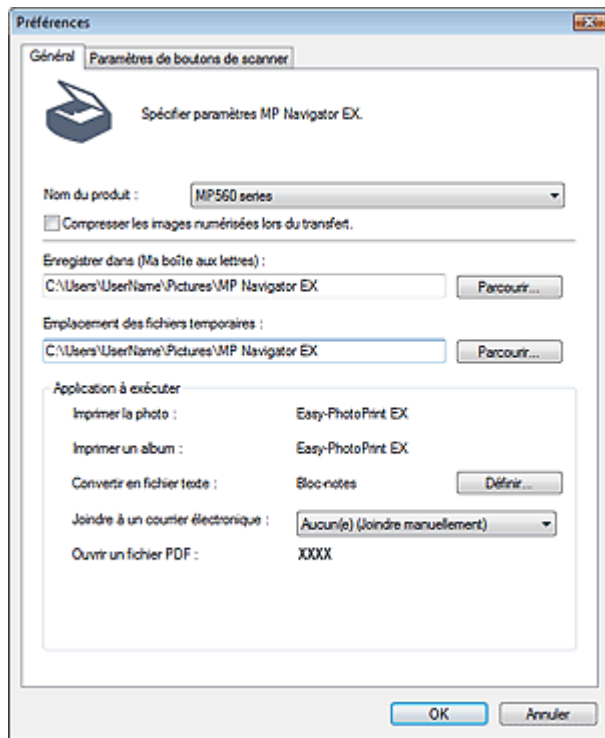 Préférences
Général Paramètres de boutons de scanner
Spécifier paramètres MP Navigator EX.
Nom du produit : MP560 series
Compresser les images numérisées lors du transfert.
Enregistrer dans (Ma boîte aux lettres) :
C:\Users\UserName\Pictures\MP Navigator EX Parcourir...
Emplacement des fichiers temporaires :
C:\Users\UserName\Pictures\MP Navigator EX Parcourir...
Application à exécuter
Imprimer la photo : Easy-PhotoPrint EX
Imprimer un album : Easy-PhotoPrint EX
Convertir en fichier texte : Bloc-notes Définir...
Joindre à un courrier électronique : Aucun(e) (Joindre manuellement)
Ouvrir un fichier PDF : XXXX
OK Annuler